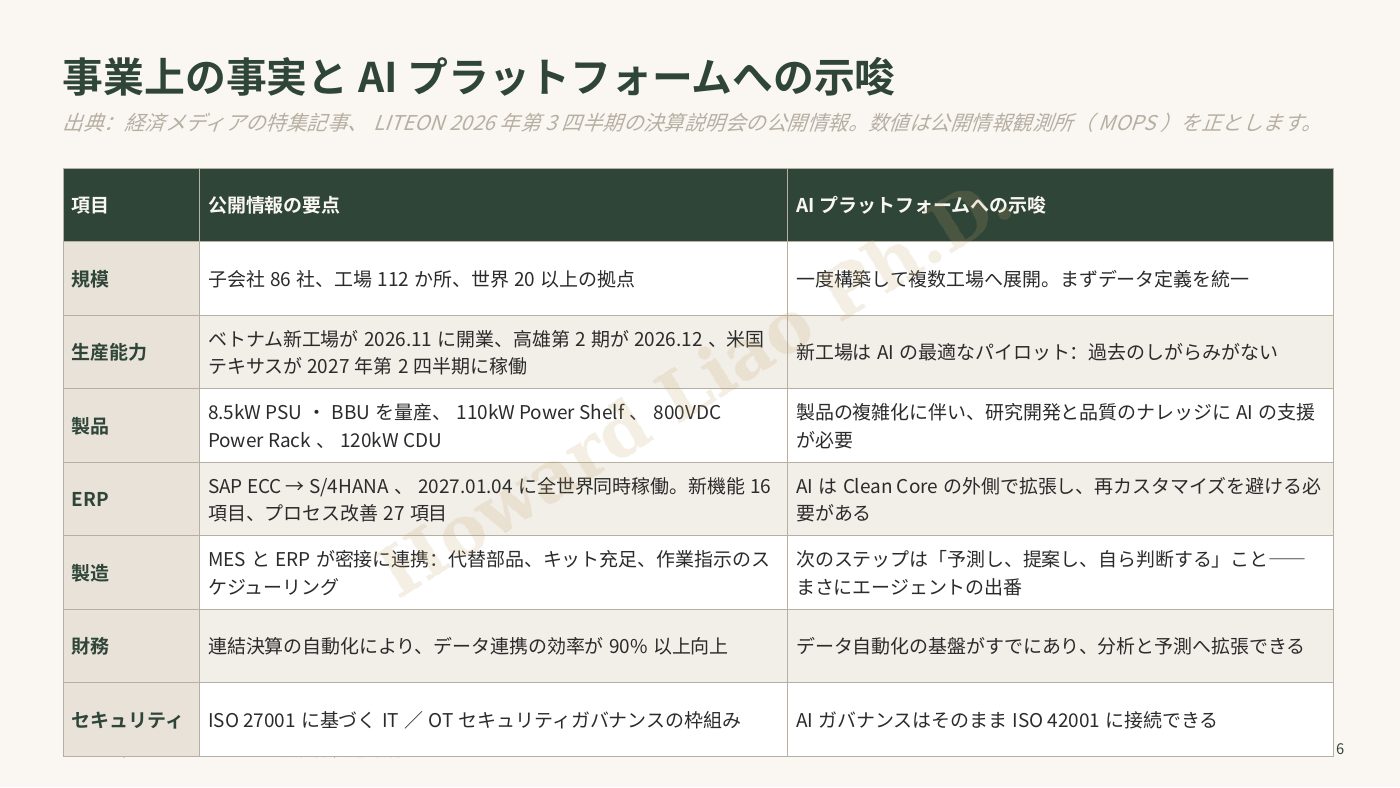 事業上の事実と AI プラットフォームへの示唆
出典：経済メディアの特集記事、 LITEON 2026 年第 3 四半期の決算説明会の公開情報。数値は公開情報観測所（ MOPS ）を正とします。
項目
公開情報の要点
AI プラットフォームへの示唆
規模
子会社 86 社、工場 112 か所、世界 20 以上の拠点
一度構築して複数工場へ展開。まずデータ定義を統一
生産能力
ベトナム新工場が 2026.11 に開業、高雄第 2 期が 2026.12 、米国
テキサスが 2027 年第 2 四半期に稼働
新工場は AI の最適なパイロット：過去のしがらみがない
製品
8.5kW PSU ・ BBU を量産、 110kW Power Shelf 、 800VDC
Power Rack 、 120kW CDU
製品の複雑化に伴い、研究開発と品質のナレッジに AI の支援
が必要
ERP
SAP ECC → S/4HANA 、 2027.01.04 に全世界同時稼働。新機能 16
項目、プロセス改善 27 項目
AI は Clean Core の外側で拡張し、再カスタマイズを避ける必
要がある
製造
MES と ERP が密接に連携：代替部品、キット充足、作業指示のス
ケジューリング
次のステップは「予測し、提案し、自ら判断する」こと——
まさにエージェントの出番
財務
連結決算の自動化により、データ連携の効率が 90% 以上向上
データ自動化の基盤がすでにあり、分析と予測へ拡張できる
セキュリティ
ISO 27001 に基づく IT ／ OT セキュリティガバナンスの枠組み
AI ガバナンスはそのまま ISO 42001 に接続できる
Howard Liao Ph.D.
6